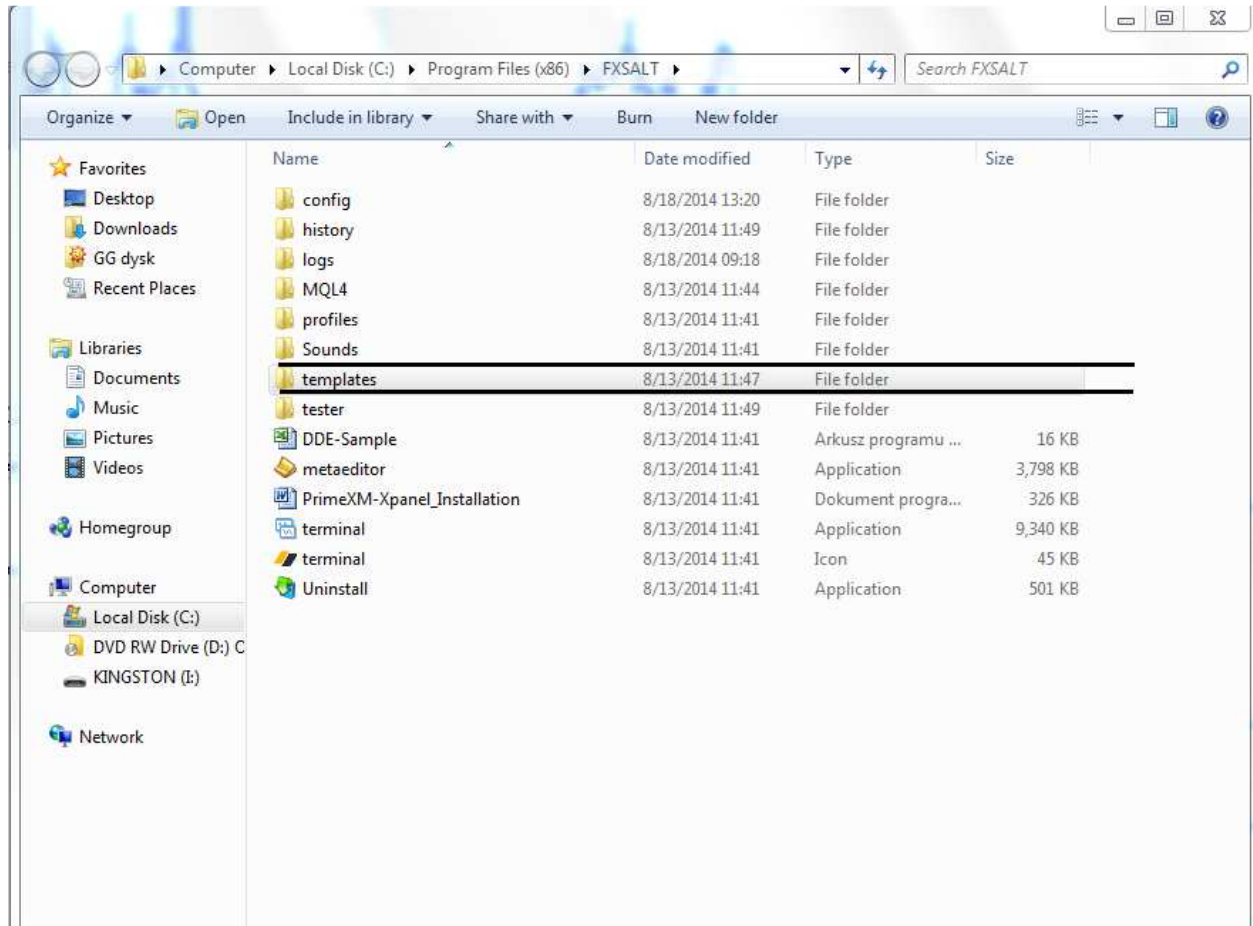 Computer Local Disk (C:) Program Files (x86) FXSALT Search FXSALT
Organize Open Include in library Share with Burn New folder
Favorites
Desktop
Downloads
GG dysk
Recent Places
Libraries
Documents
Music
Pictures
Videos
Homegroup
Computer
Local Disk (C:)
DVD RW Drive (D:) C
KINGSTON (I:)
Network
Name Date modified Type Size
config 8/18/2014 13:20 File folder
history 8/13/2014 11:49 File folder
logs 8/18/2014 09:18 File folder
MQL4 8/13/2014 11:44 File folder
profiles 8/13/2014 11:41 File folder
Sounds 8/13/2014 11:41 File folder
templates 8/13/2014 11:47 File folder
tester 8/13/2014 11:49 File folder
DDE-Sample 8/13/2014 11:41 Arkusz programu ... 16 KB
metaeditor 8/13/2014 11:41 Application 3,798 KB
PrimeXM-Xpanel_Installation 8/13/2014 11:41 Dokument progra... 326 KB
terminal 8/13/2014 11:41 Application 9,340 KB
terminal 8/13/2014 11:41 Icon 45 KB
Uninstall 8/13/2014 11:41 Application 501 KB